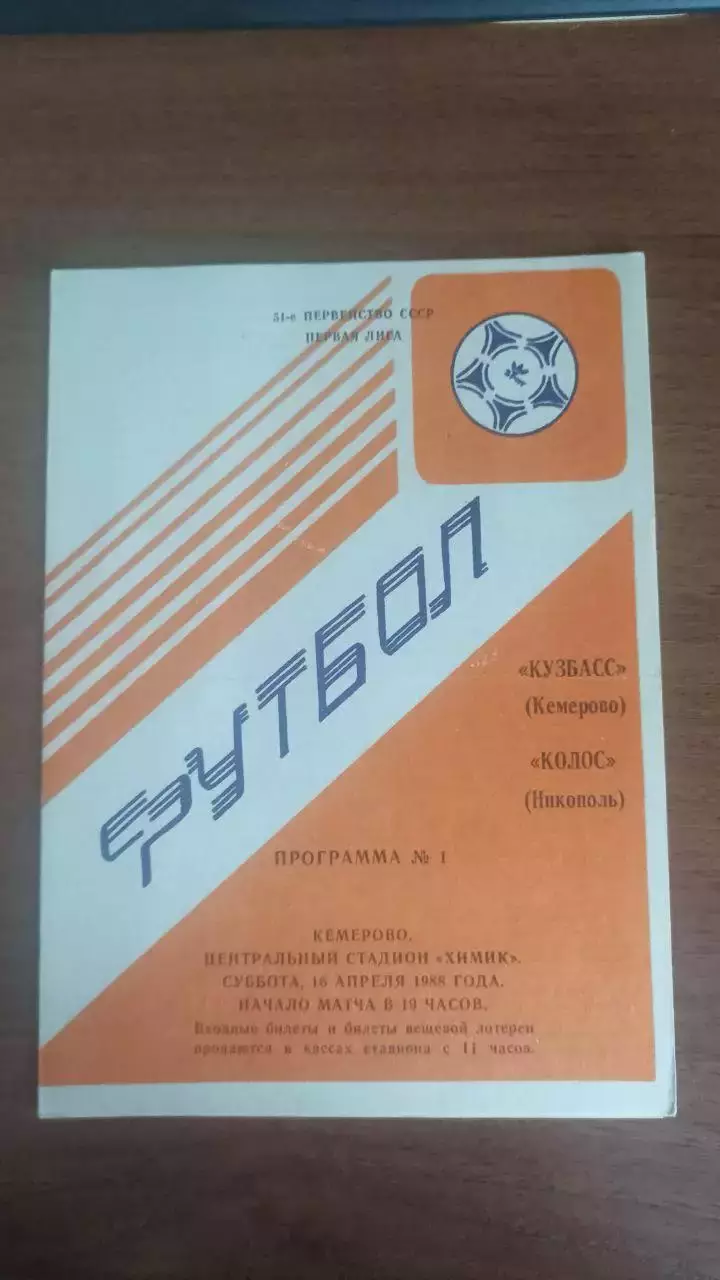 51-е ПЕРВЕНСТВО СССР
ПЕРВАЯ ЛИГА
ФУТБОЛ
«КУЗБАСС»
(Кемерово)
«КОЛОС»
(Никополь)
ПРОГРАММА № 1
КЕМЕРОВО.
ЦЕНТРАЛЬНЫЙ СТАДИОН «ХИМИК».
СУББОТА, 16 АПРЕЛЯ 1988 ГОДА.
НАЧАЛО МАТЧА В 19 ЧАСОВ.
Входные билеты и билеты вещевой лотереи
продаются в кассах стадиона с 11 часов.